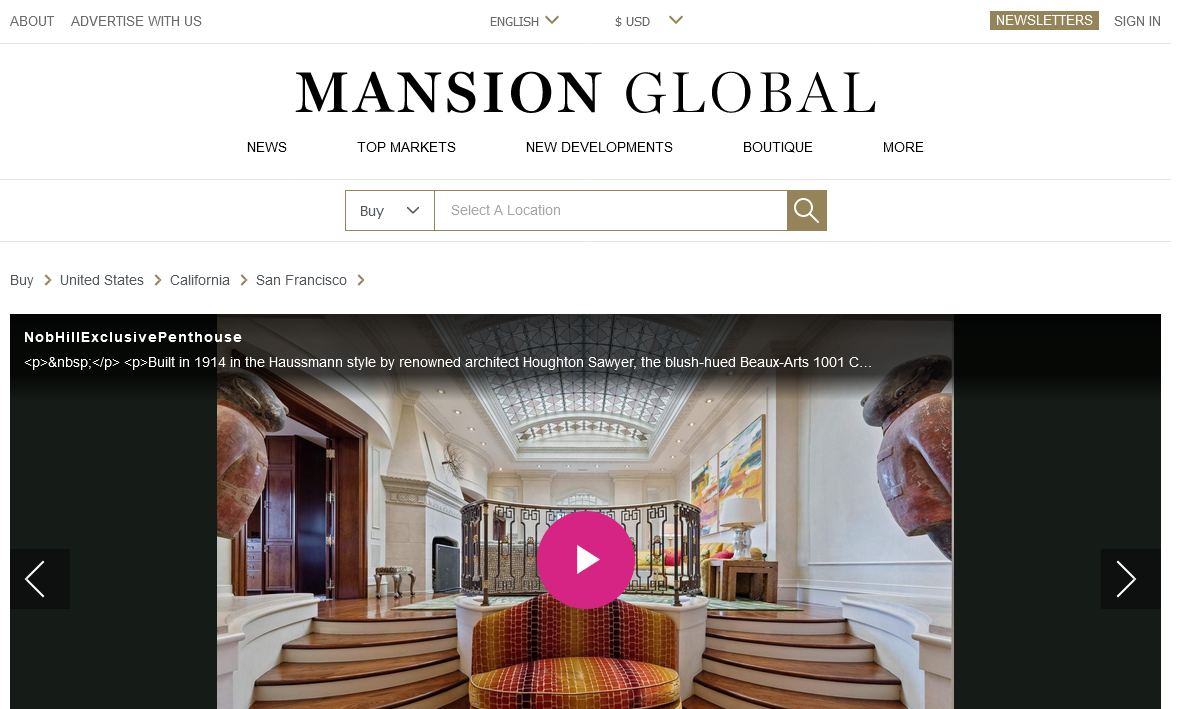 ABOUT ADVERTISE WITH US ENGLISH $ USD NEWSLETTERS SIGN IN
MANSION GLOBAL
NEWS TOP MARKETS NEW DEVELOPMENTS BOUTIQUE MORE
Buy Select A Location
Buy United States California San Francisco
NobHillExclusivePenthouse
<p>&nbsp;</p> <p>Built in 1914 in the Haussmann style by renowned architect Houghton Sawyer, the blush-hued Beaux-Arts 1001 C...